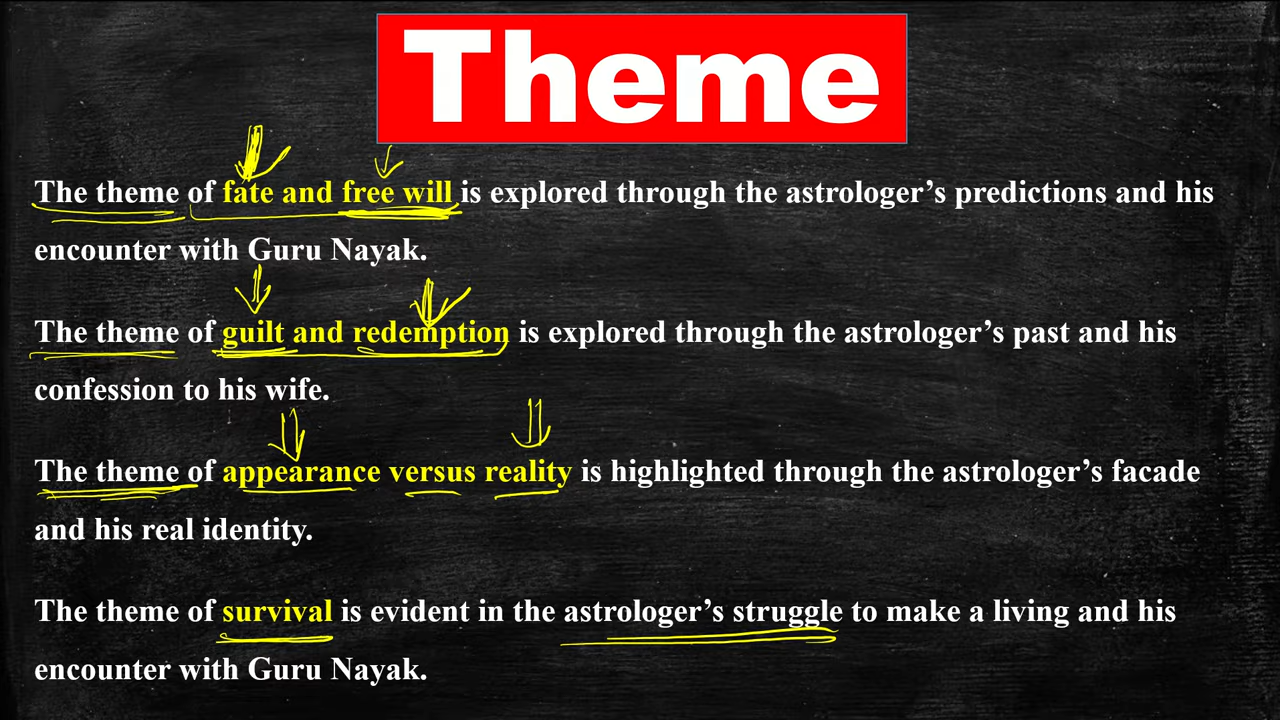 Theme
The theme of fate and free will is explored through the astrologer’s predictions and his
encounter with Guru Nayak.
The theme of guilt and redemption is explored through the astrologer’s past and his
confession to his wife.
The theme of appearance versus reality is highlighted through the astrologer’s facade
and his real identity.
The theme of survival is evident in the astrologer’s struggle to make a living and his
encounter with Guru Nayak.